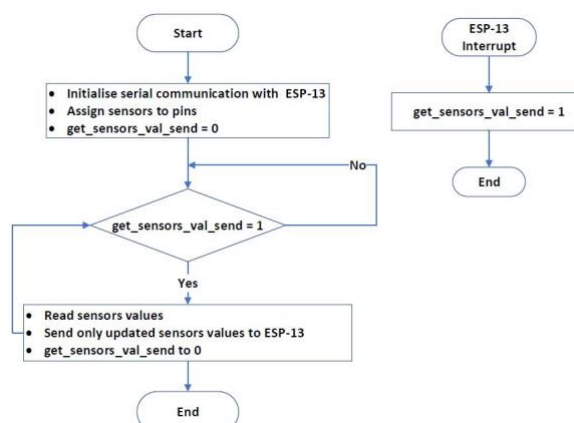 Start
• Initialise serial communication with ESP-13
• Assign sensors to pins
• get_sensors_val_send = 0
No
get_sensors_val_send = 1
Yes
• Read sensors values
• Send only updated sensors values to ESP-13
• get_sensors_val_send to 0
End
ESP-13
Interrupt
get_sensors_val_send = 1
End